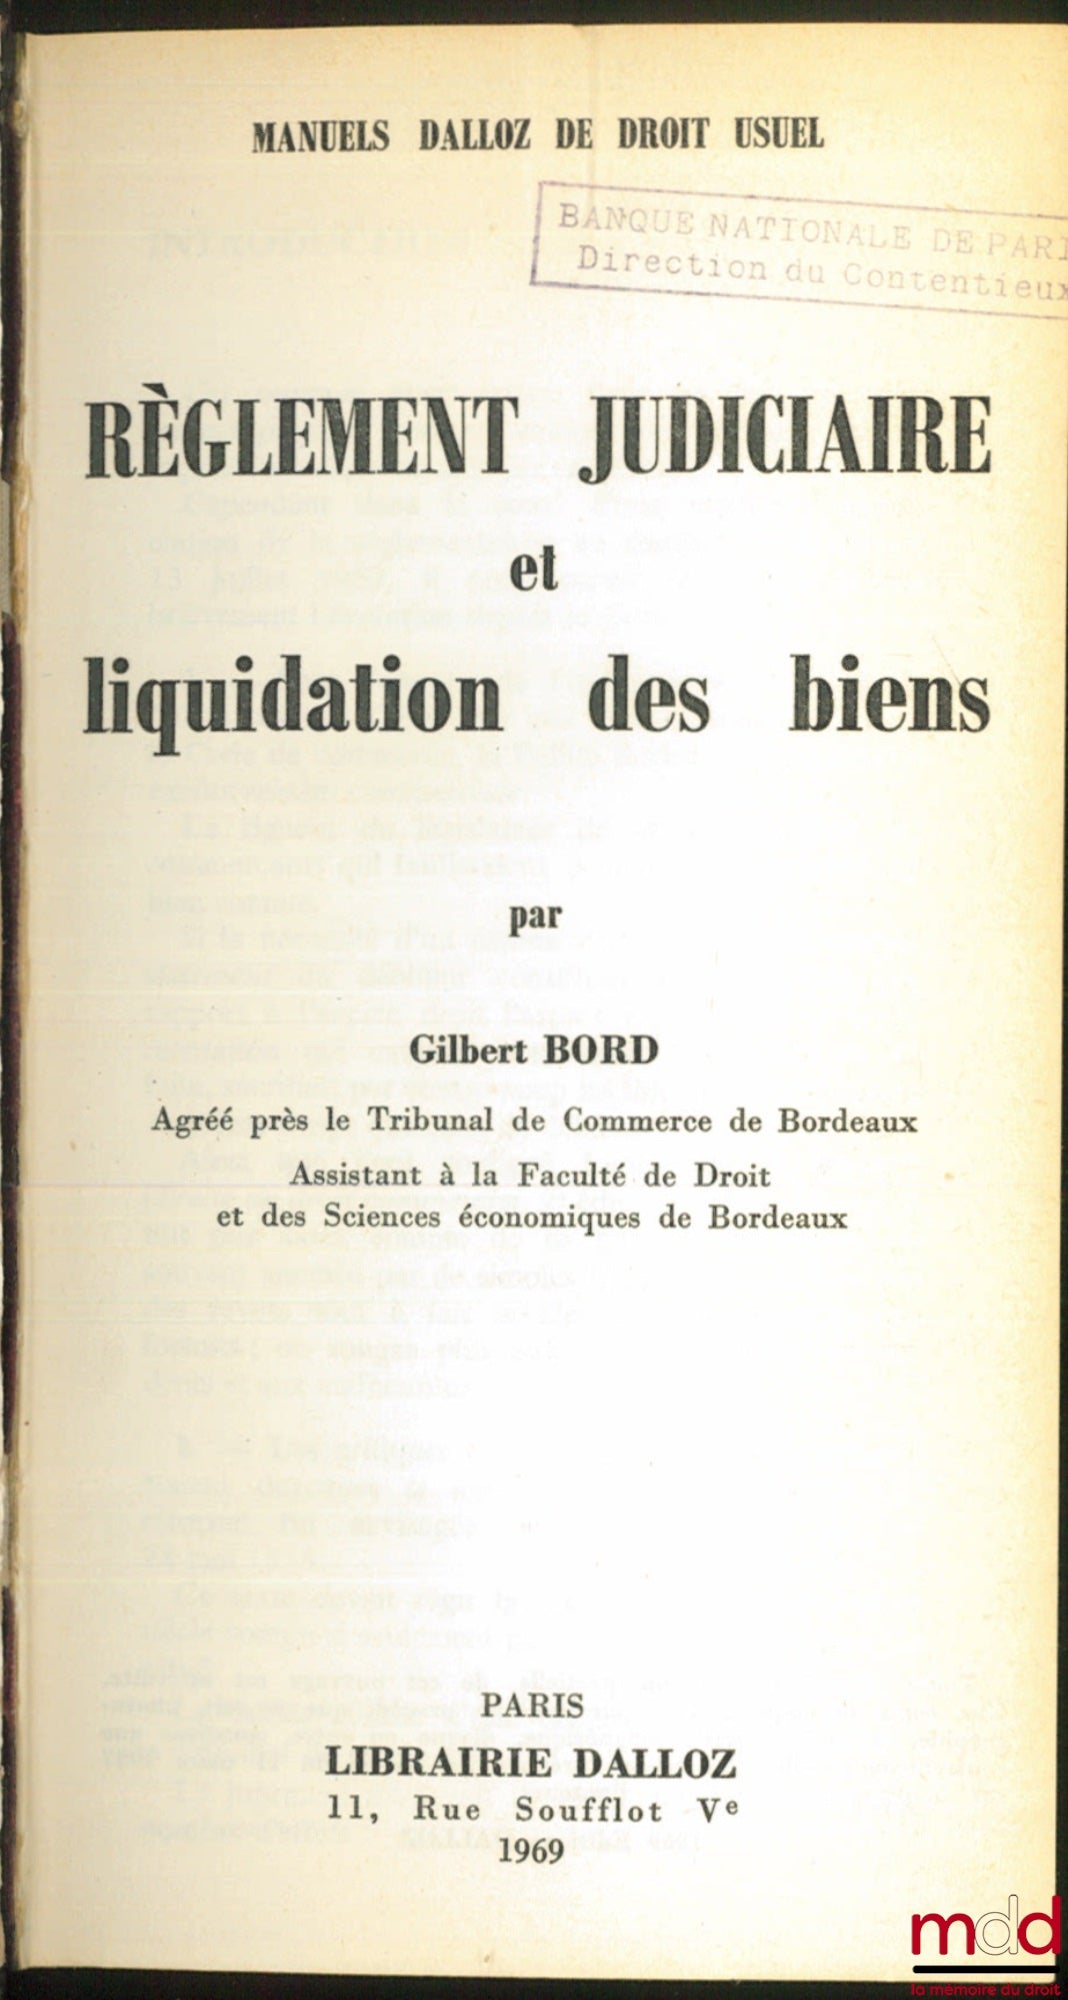 MANUELS DALLOZ DE DROIT USUEL
BANQUE NATIONALE DE PARI
Direction du Contentieux
RÈGLEMENT JUDICIAIRE
et
liquidation des biens
par
Gilbert BORD
Agréé près le Tribunal de Commerce de Bordeaux
Assistant à la Faculté de Droit
et des Sciences économiques de Bordeaux
PARIS
LIBRAIRIE DALLOZ
11, Rue Soufflot Vᵉ
1969
mdd
la mémoire du droit